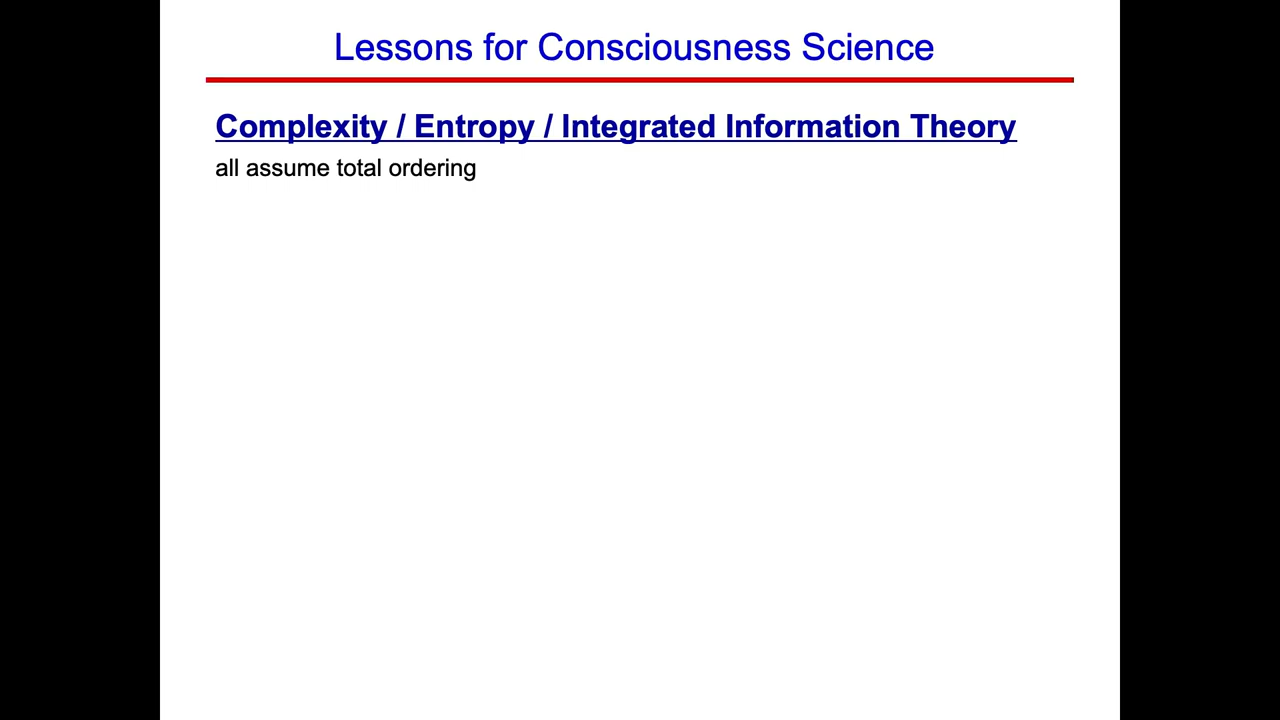 Lessons for Consciousness Science
Complexity / Entropy / Integrated Information Theory
all assume total ordering